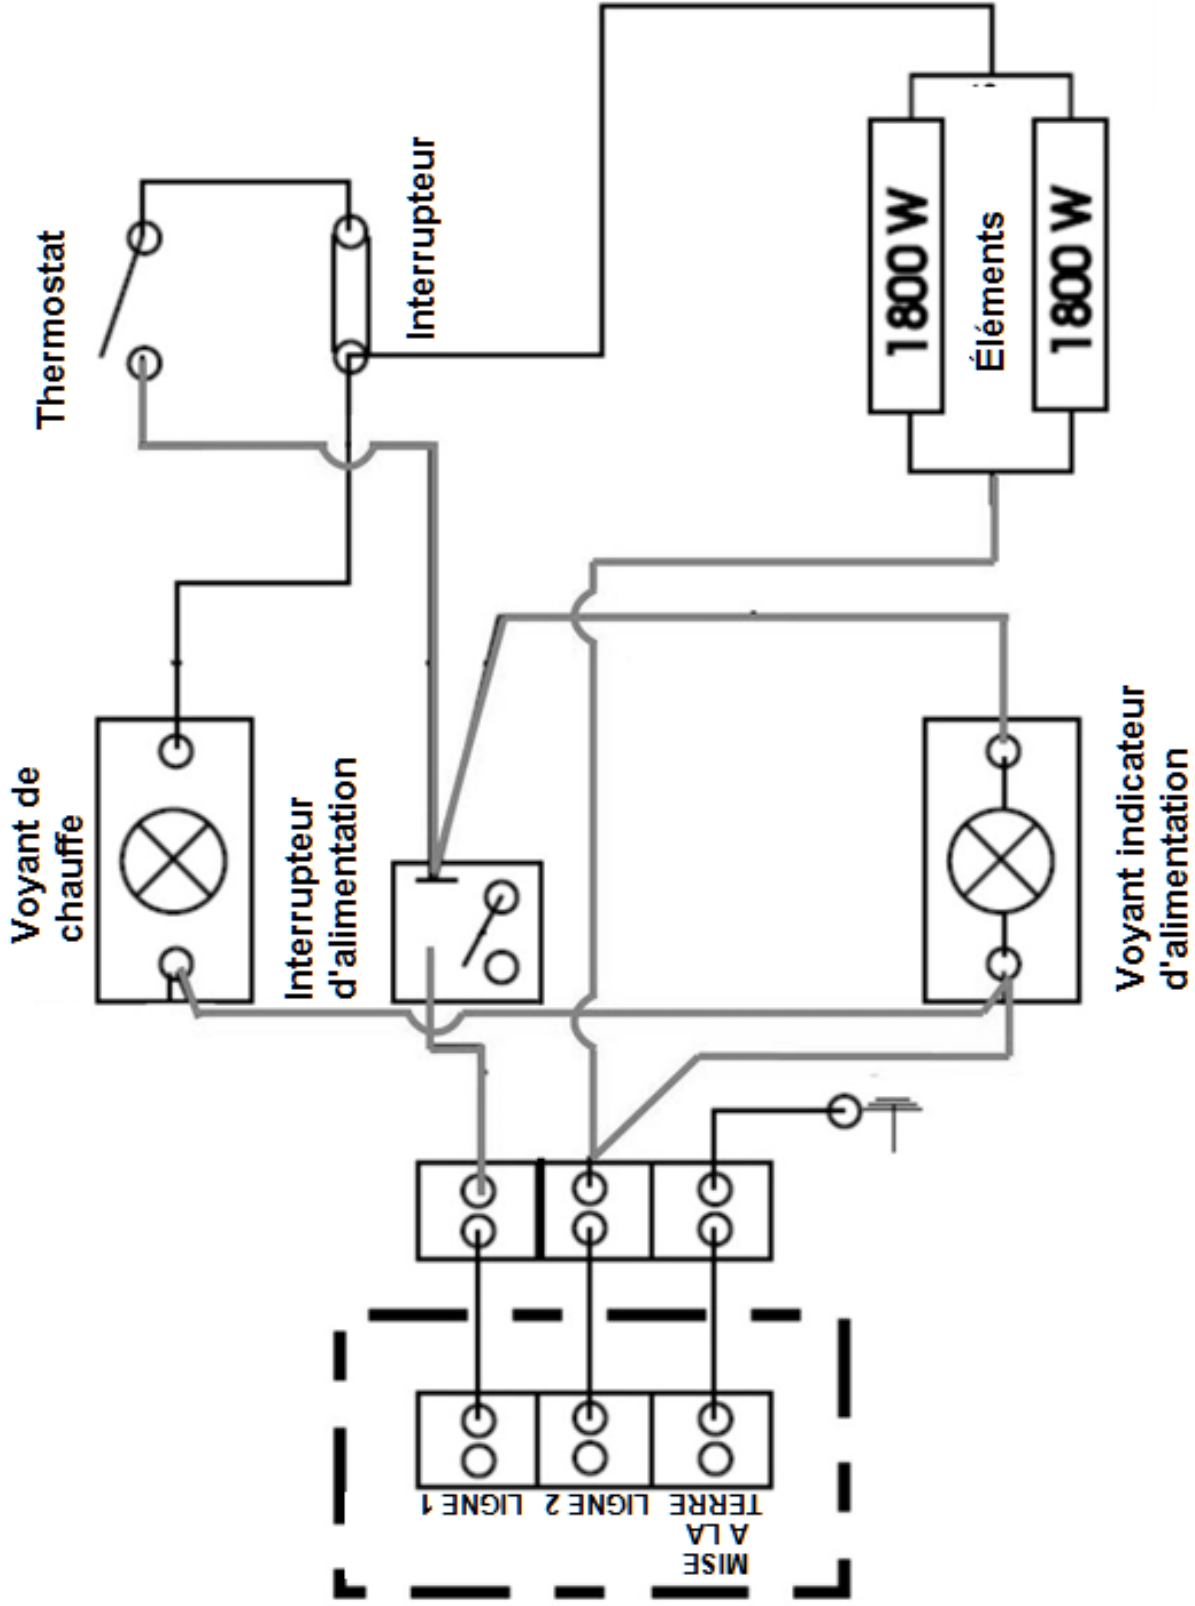 Thermostat
Interrupteur
1800 W
Éléments
1800 W
Voyant de
chauffe
Interrupteur
d'alimentation
Voyant indicateur
d'alimentation
LIGNE 1
LIGNE 2
MISE
A LA
TERRE